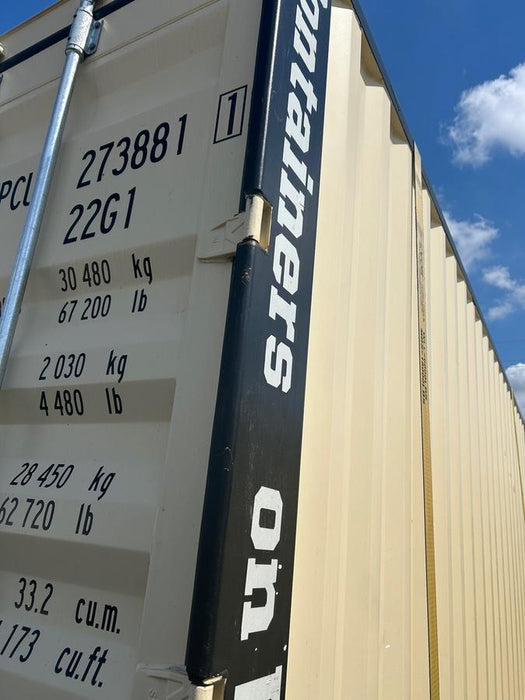 PCU 273881 1
22G1
30 480 kg
67 200 lb
2 030 kg
4 480 lb
28 450 kg
62 720 lb
33.2 cu.m.
173 cu.ft.
ontainers on